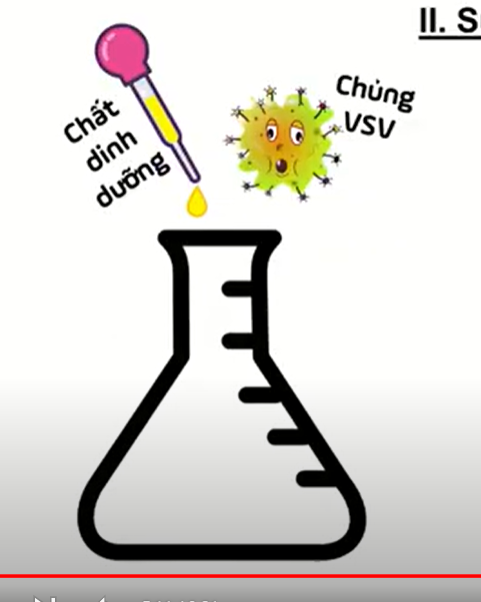 II. S
Chất
dinh
dưỡng
Chủng
VSV